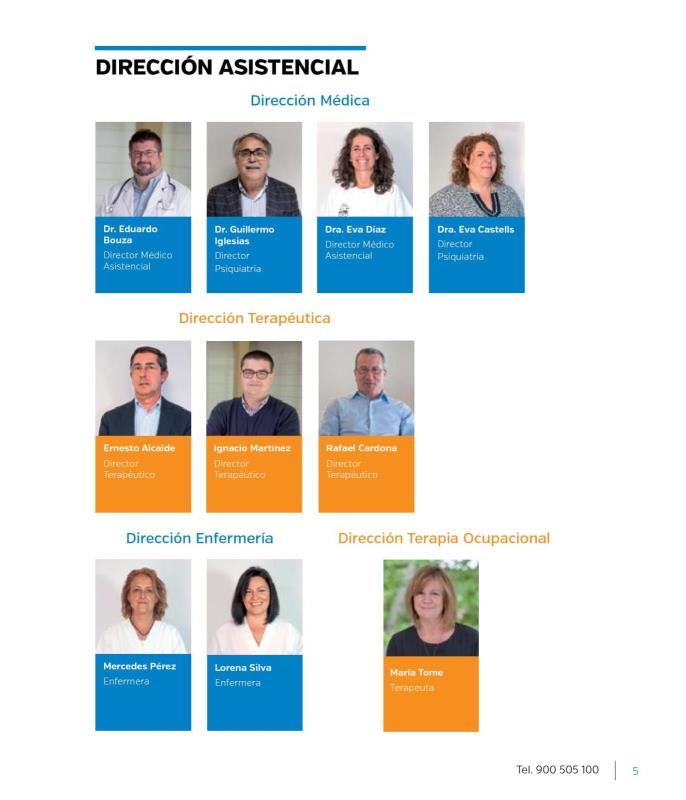 DIRECCIÓN ASISTENCIAL
Dirección Médica
Dr. Eduardo
Bouza
Director Médico
Asistencial
Dr. Guillermo
Iglesias
Director
Psiquiatria
Dra. Eva Díaz
Director Médico
Asistencial
Dra. Eva Castells
Director
Psiquiatría
Dirección Terapéutica
Ernesto Alcalde
Director
Terapéutico
Ignacio Martínez
Director
Terapéutico
Rafael Cardona
Director
Terapéutico
Dirección Enfermería
Dirección Terapia Ocupacional
Mercedes Pérez
Enfermera
Lorena Silva
Enfermera
Maria Tome
Terapeuta
Tel. 900 505 100
5